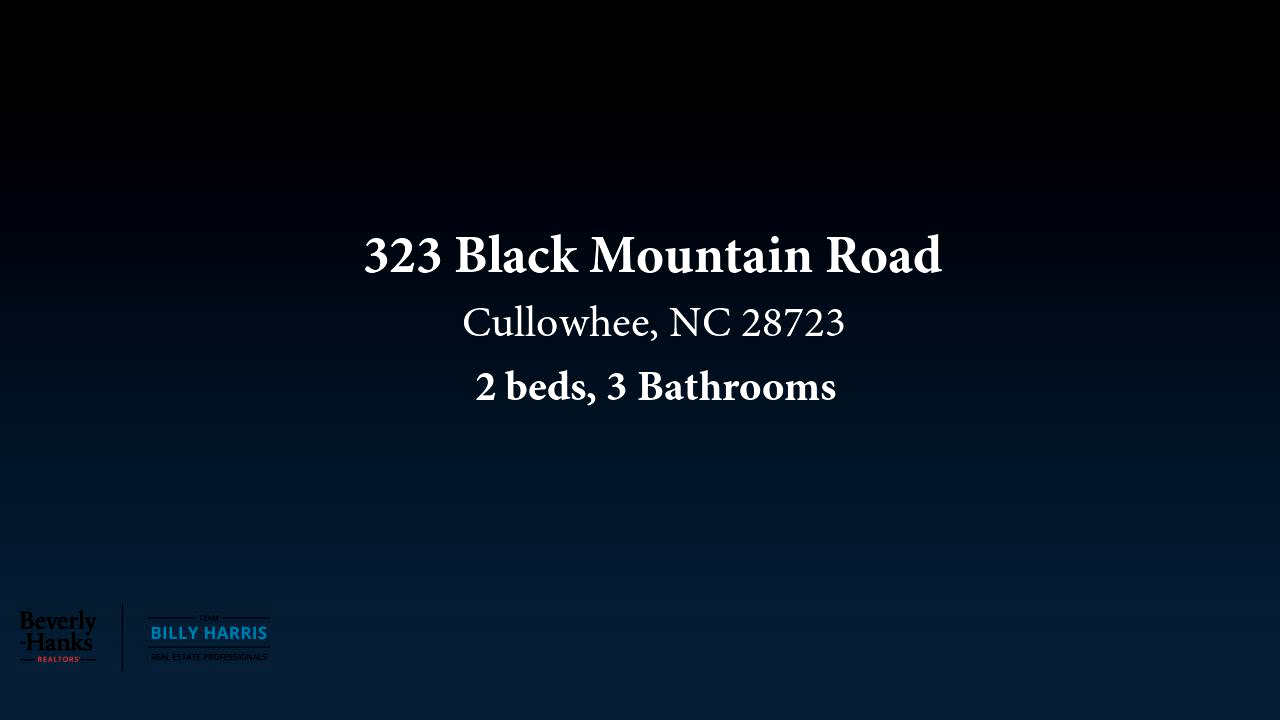 323 Black Mountain Road
Cullowhee, NC 28723
2 beds, 3 Bathrooms
Beverly
-Hanks
REALTORS
TEAM
BILLY HARRIS
REAL ESTATE PROFESSIONALS